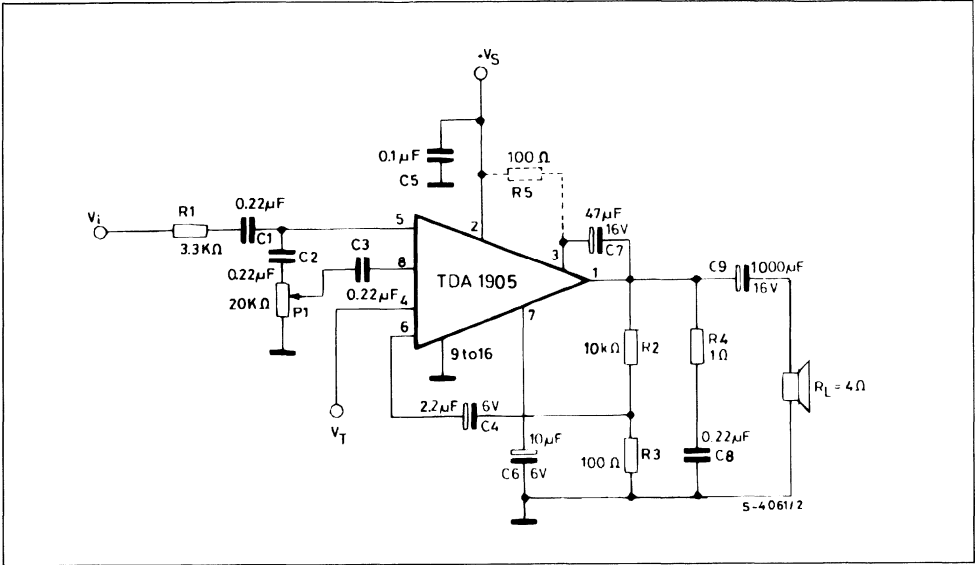 +VS
0.1µF
C5
100 Ω
R5
47µF
16V
C7
Vi
R1
3.3KΩ
0.22µF
C1
C2
0.22µF
20KΩ
P1
C3
0.22µF
5
8
4
6
2
3
1
7
TDA 1905
9 to 16
VT
2.2µF
6V
C4
10µF
C6
6V
10kΩ
R2
100 Ω
R3
R4
1Ω
0.22µF
C8
C9
1000µF
16V
RL = 4Ω
S-4061/2